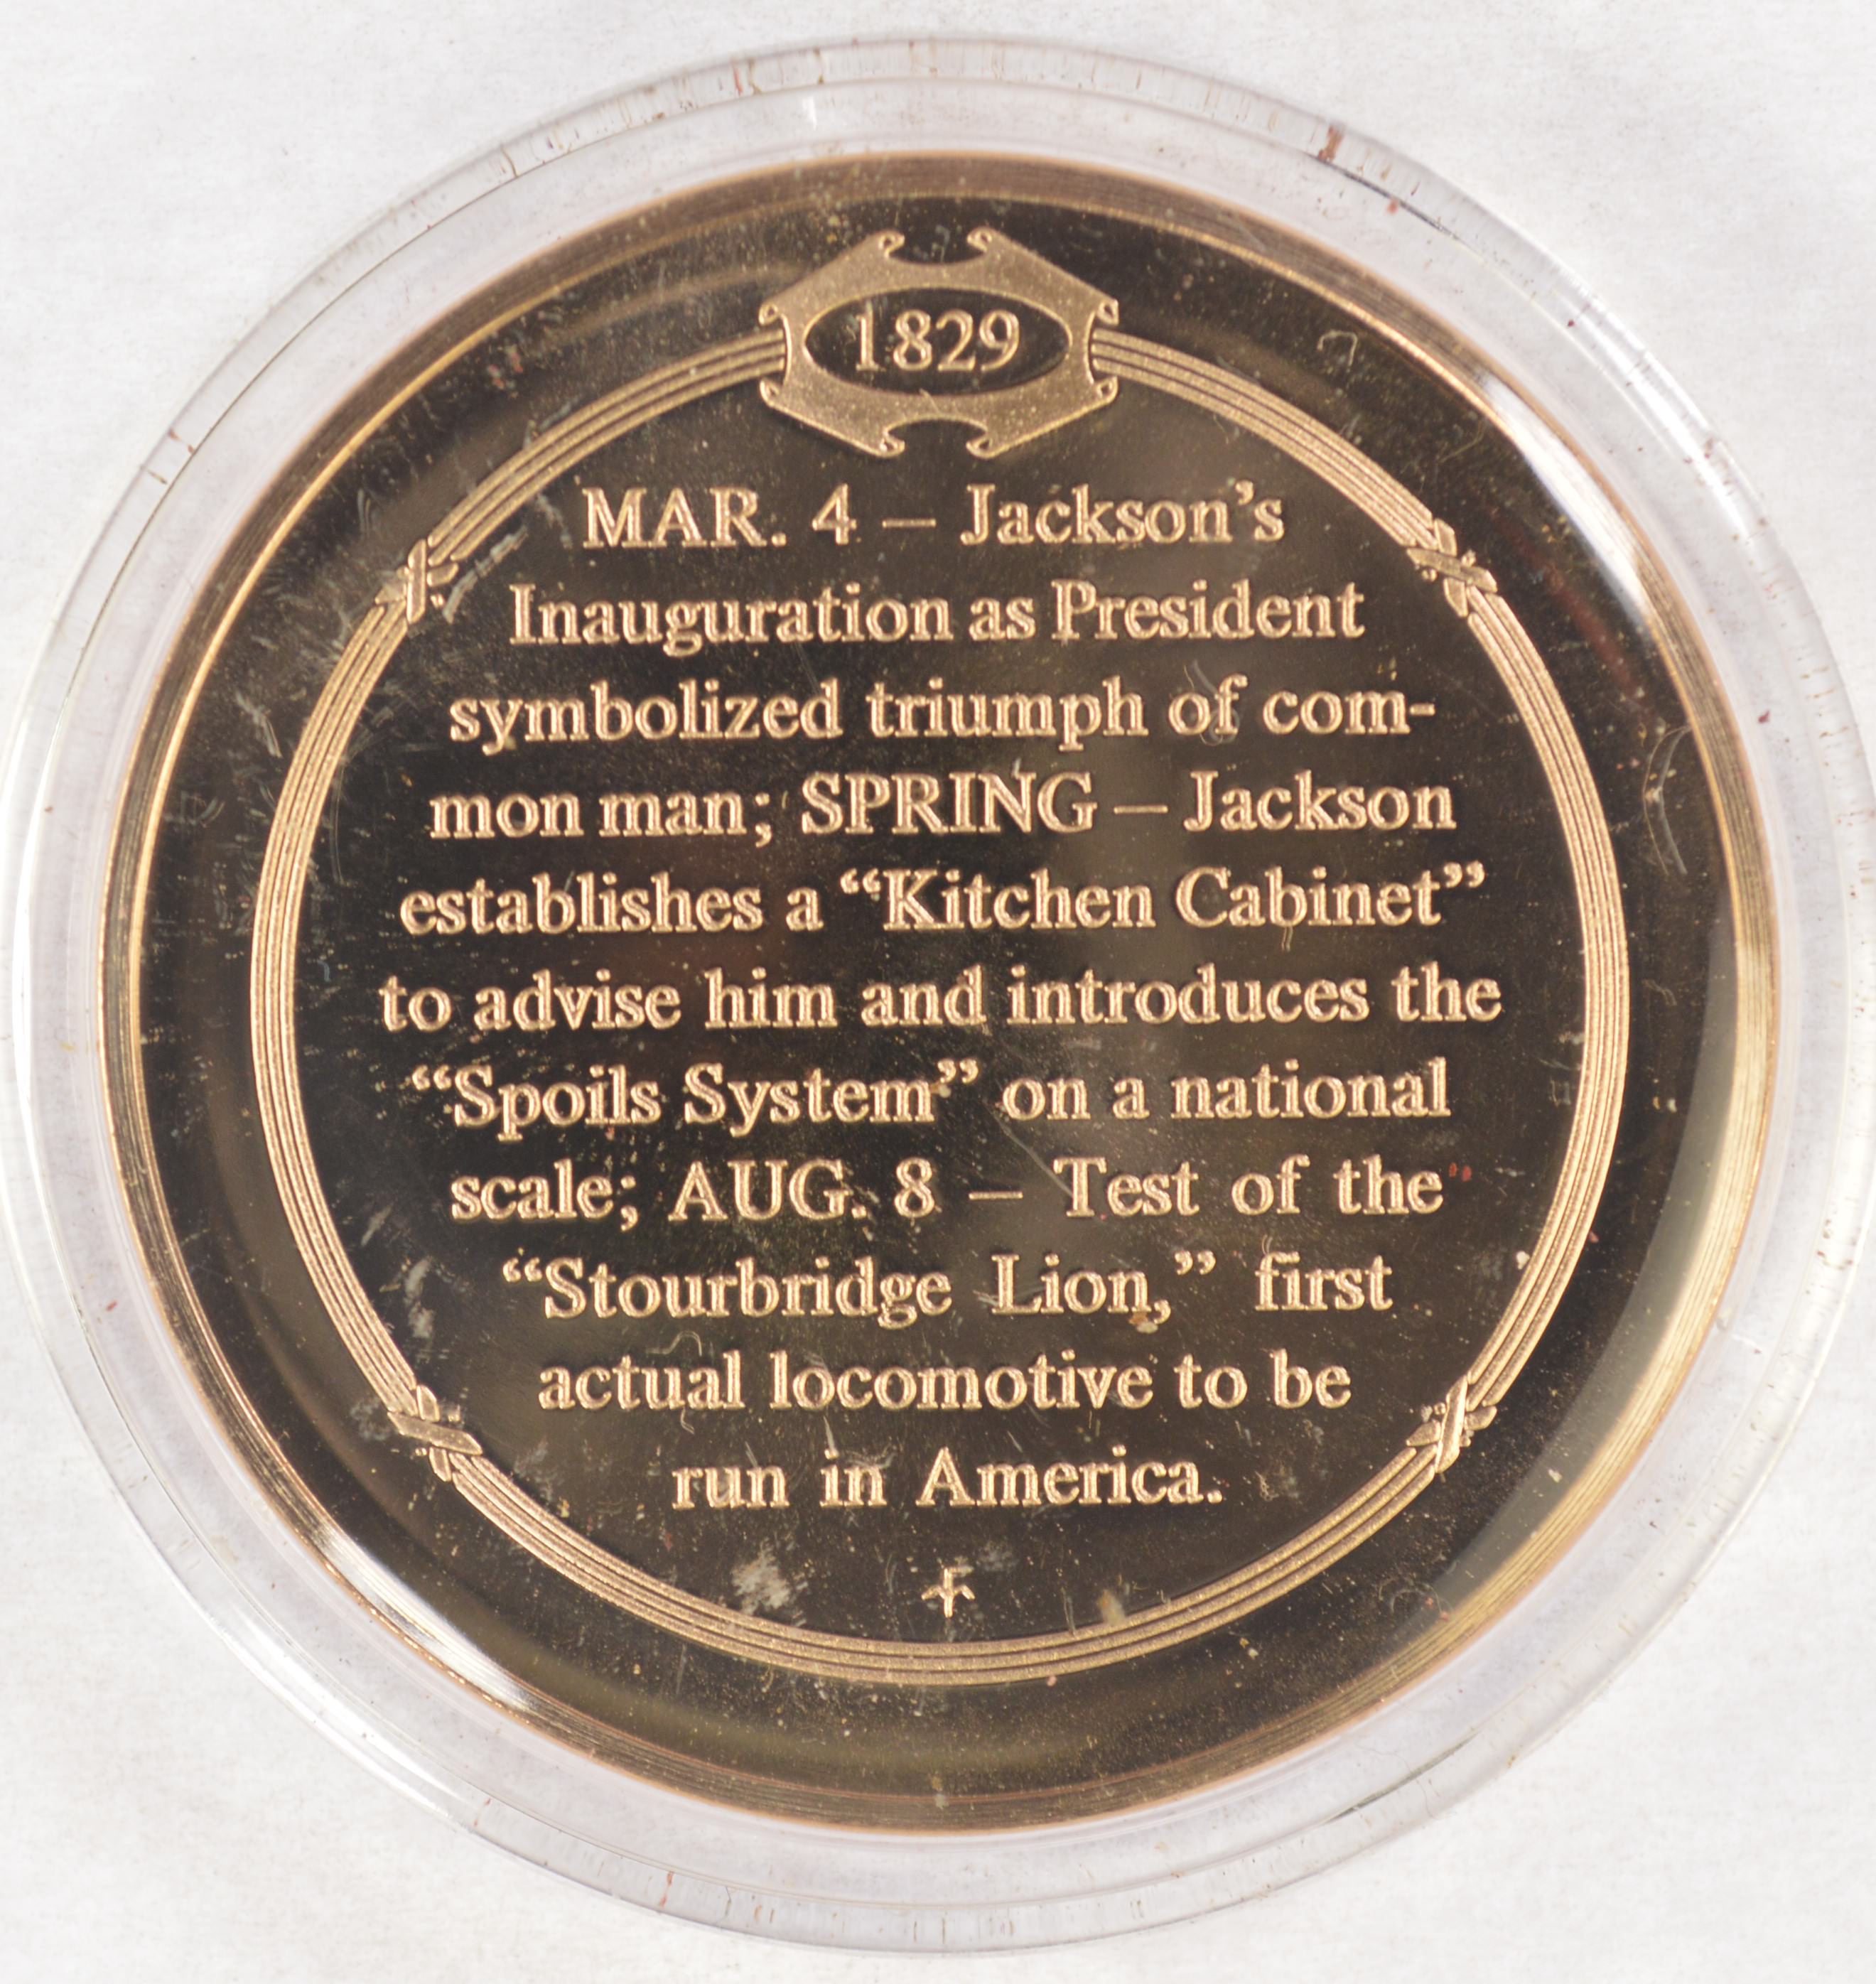 1829
MAR. 4 – Jackson’s
Inauguration as President
symbolized triumph of com-
mon man; SPRING – Jackson
establishes a “Kitchen Cabinet”
to advise him and introduces the
“Spoils System” on a national
scale; AUG. 8 – Test of the
“Stourbridge Lion,” first
actual locomotive to be
run in America.